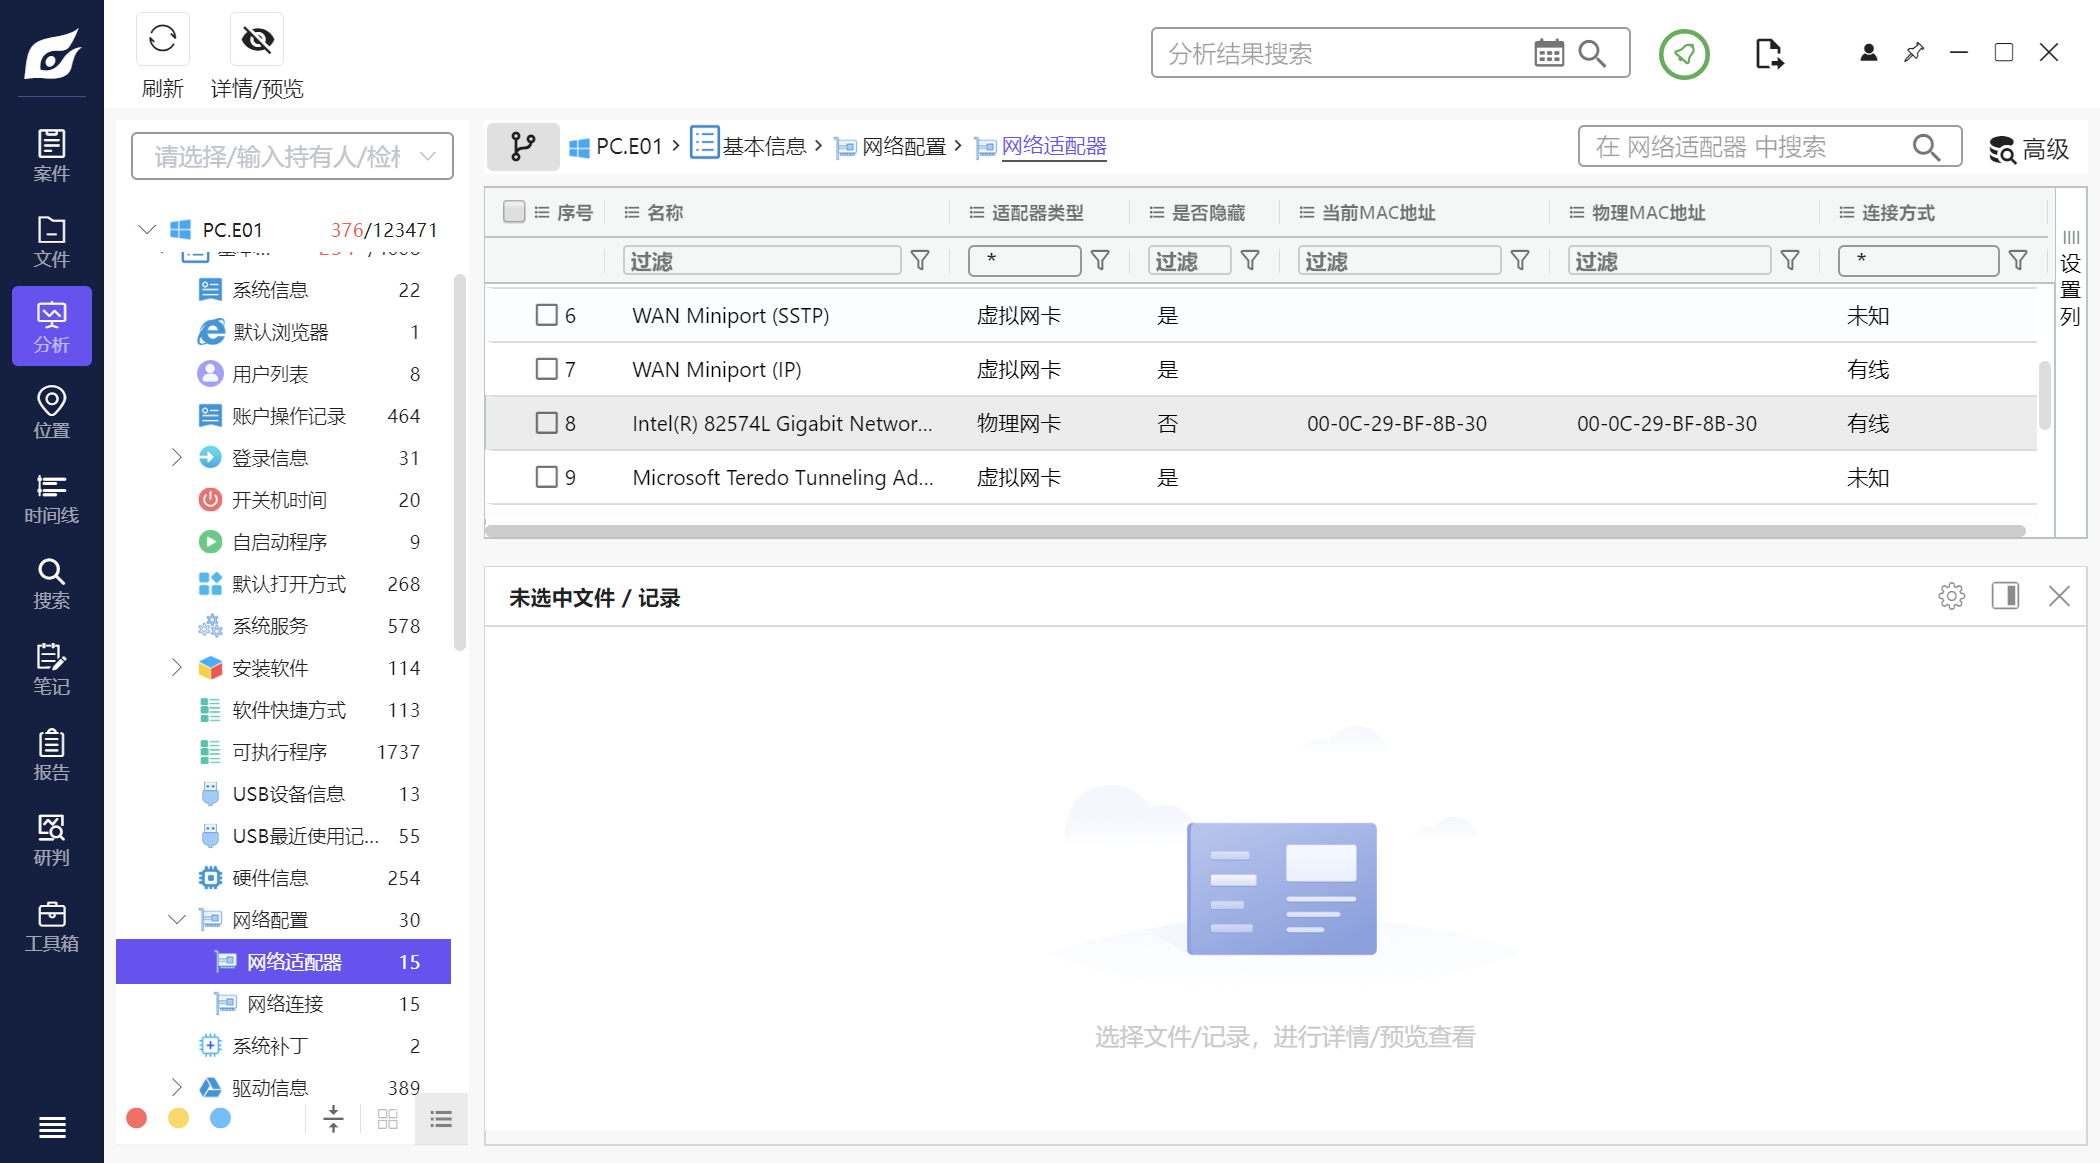 刷新
详情/预览
分析结果搜索
案件
文件
分析
位置
时间线
搜索
笔记
报告
研判
工具箱
请选择/输入持有人/检
PC.E01 376/123471
系统信息 22
默认浏览器 1
用户列表 8
账户操作记录 464
登录信息 31
开关机时间 20
自启动程序 9
默认打开方式 268
系统服务 578
安装软件 114
软件快捷方式 113
可执行程序 1737
USB设备信息 13
USB最近使用记... 55
硬件信息 254
网络配置 30
网络适配器 15
网络连接 15
系统补丁 2
驱动信息 389
PC.E01 › 基本信息 › 网络配置 › 网络适配器
在 网络适配器 中搜索
高级
序号 名称 适配器类型 是否隐藏 当前MAC地址 物理MAC地址 连接方式
过滤 * 过滤 过滤 过滤 *
6 WAN Miniport (SSTP) 虚拟网卡 是 未知
7 WAN Miniport (IP) 虚拟网卡 是 有线
8 Intel(R) 82574L Gigabit Networ... 物理网卡 否 00-0C-29-BF-8B-30 00-0C-29-BF-8B-30 有线
9 Microsoft Teredo Tunneling Ad... 虚拟网卡 是 未知
设置列
未选中文件 / 记录
选择文件/记录，进行详情/预览查看